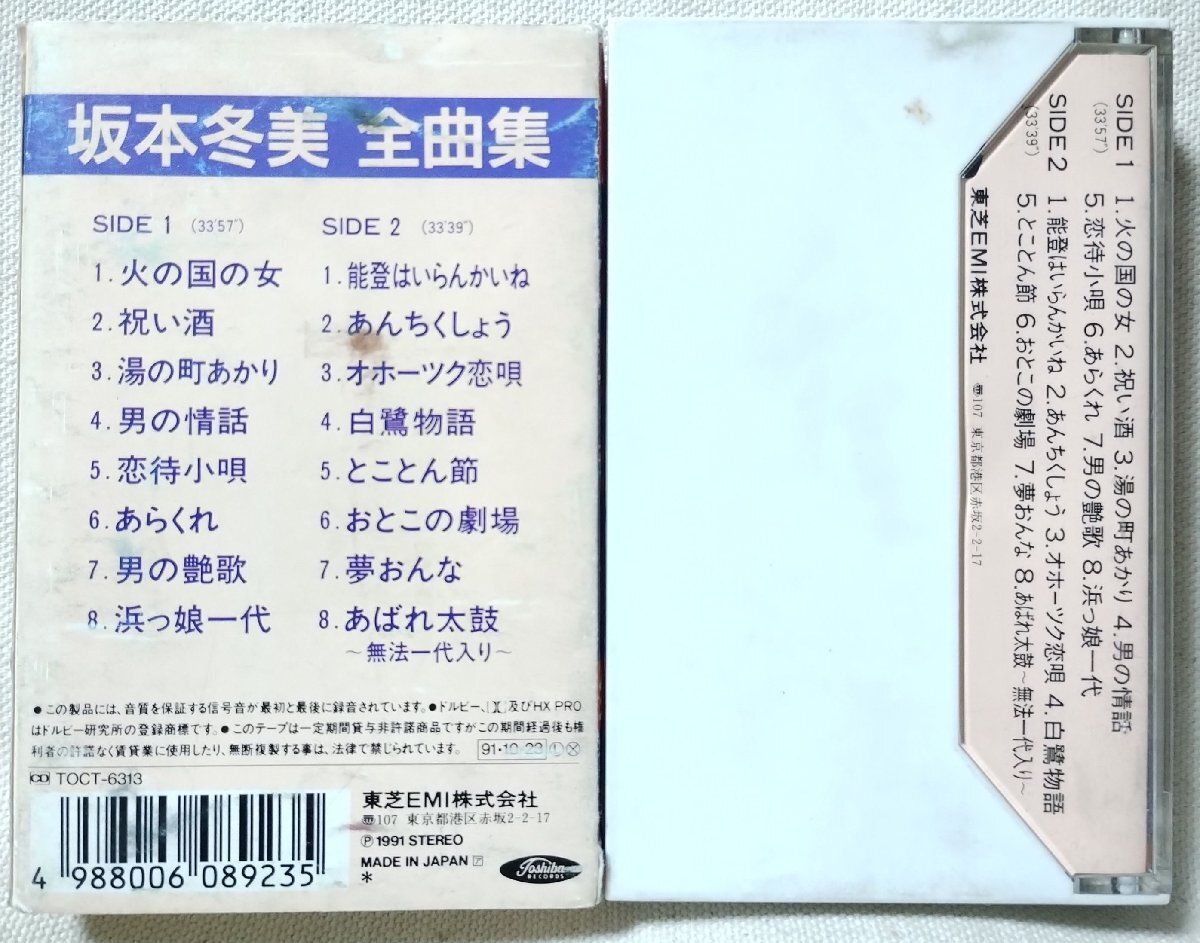 坂本冬美 全曲集
SIDE 1 (33'57")
1.火の国の女
2.祝い酒
3.湯の町あかり
4.男の情話
5.恋待小唄
6.あらくれ
7.男の艶歌
8.浜っ娘一代
SIDE 2 (33'39")
1.能登はいらんかいね
2.あんちくしょう
3.オホーツク恋唄
4.白鷺物語
5.とことん節
6.おとこの劇場
7.夢おんな
8.あばれ太鼓
～無法一代入り～
●この製品には、音質を保証する信号音が最初と最後に録音されています。●ドルビー、及びHX PRO
はドルビー研究所の登録商標です。●このテープは一定期間貸与非許諾商品ですがこの期間経過後も権
利者の許諾なく賃貸業に使用したり、無断複製する事は、法律で禁じられています。 91・10・23 Ⓛ Ⓧ
CD TOCT-6313
東芝EMI株式会社
〠107 東京都港区赤坂2-2-17
Ⓟ 1991 STEREO
MADE IN JAPAN
*
Toshiba
RECORDS
4 988006 089235
SIDE 1 1.火の国の女 2.祝い酒 3.湯の町あかり 4.男の情話
(33'57") 5.恋待小唄 6.あらくれ 7.男の艶歌 8.浜っ娘一代
SIDE 2 1.能登はいらんかいね 2.あんちくしょう 3.オホーツク恋唄 4.白鷺物語
(33'39") 5.とことん節 6.おとこの劇場 7.夢おんな 8.あばれ太鼓～無法一代入り～
東芝EMI株式会社 〠107 東京都港区赤坂2-2-17